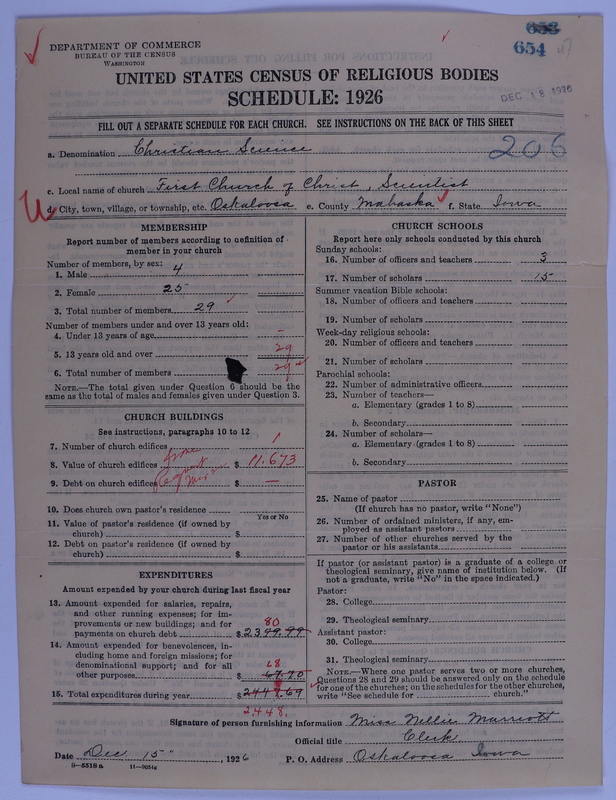 DEPARTMENT OF COMMERCE
BUREAU OF THE CENSUS
WASHINGTON
653
654
47
UNITED STATES CENSUS OF RELIGIOUS BODIES
SCHEDULE: 1926
DEC 18 1926
FILL OUT A SEPARATE SCHEDULE FOR EACH CHURCH. SEE INSTRUCTIONS ON THE BACK OF THIS SHEET
206
a. Denomination Christian Science
c. Local name of church First Church of Christ, Scientist
d. City, town, village, or township, etc. Oskaloosa e. County Mahaska f. State Iowa
MEMBERSHIP
Report number of members according to definition of
member in your church
Number of members, by sex:
1. Male 4
2. Female 25
3. Total number of members 29
Number of members under and over 13 years old:
4. Under 13 years of age –
5. 13 years old and over 29
6. Total number of members 29
NOTE.—The total given under Question 6 should be the
same as the total of males and females given under Question 3.
CHURCH BUILDINGS
See instructions, paragraphs 10 to 12
7. Number of church edifices 1
8. Value of church edifices $ 11,673
9. Debt on church edifices $ —
10. Does church own pastor's residence
Yes or No
11. Value of pastor's residence (if owned by
church) $
12. Debt on pastor's residence (if owned by
church) $
EXPENDITURES
Amount expended by your church during last fiscal year
13. Amount expended for salaries, repairs,
and other running expenses; for im-
provements or new buildings; and for
80
payments on church debt $ 2379.99
14. Amount expended for benevolences, in-
cluding home and foreign missions; for
denominational support; and for all
68
other purposes 67.70
15. Total expenditures during year $ 2447.69
2448.
CHURCH SCHOOLS
Report here only schools conducted by this church
Sunday schools:
16. Number of officers and teachers 3
17. Number of scholars 15
Summer vacation Bible schools:
18. Number of officers and teachers
19. Number of scholars
Week-day religious schools:
20. Number of officers and teachers
21. Number of scholars
Parochial schools:
22. Number of administrative officers
23. Number of teachers—
a. Elementary (grades 1 to 8)
b. Secondary
24. Number of scholars—
a. Elementary (grades 1 to 8)
b. Secondary
PASTOR
25. Name of pastor
(If church has no pastor, write "None")
26. Number of ordained ministers, if any, em-
ployed as assistant pastors
27. Number of other churches served by the
pastor or his assistants
If pastor (or assistant pastor) is a graduate of a college or
theological seminary, give name of institution below. (If
not a graduate, write "No" in the space indicated.)
Pastor:
28. College
29. Theological seminary
Assistant pastor:
30. College
31. Theological seminary
NOTE.—Where one pastor serves two or more churches,
Questions 28 and 29 should be answered only on the schedule
for one of the churches; on the schedules for the other churches,
write "See schedule for church."
Signature of person furnishing information Miss Nellie Marriott
Official title Clerk
Date Dec 15", 1926 P. O. Address Oskaloosa Iowa
8-5518a 11-9034a